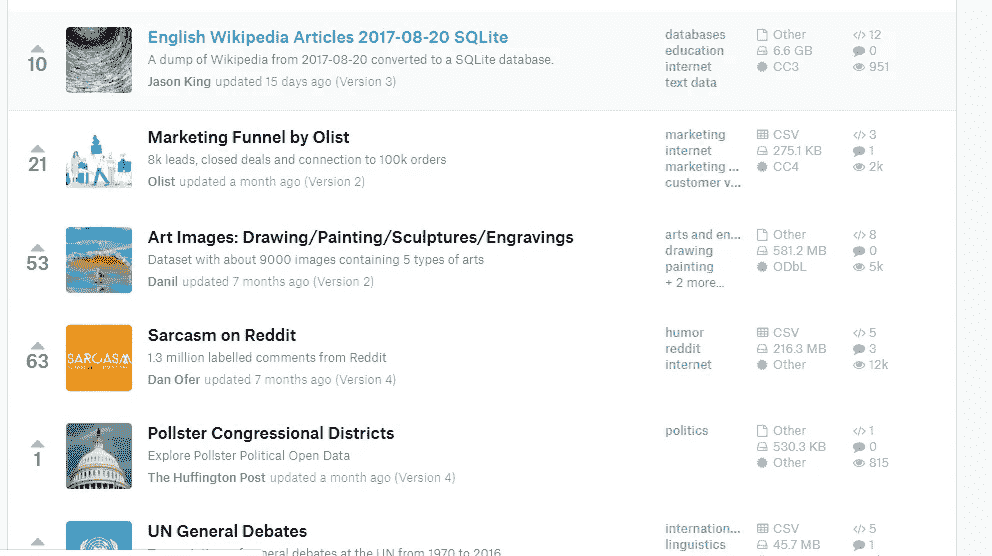 English Wikipedia Articles 2017-08-20 SQLite
A dump of Wikipedia from 2017-08-20 converted to a SQLite database.
Jason King updated 15 days ago (Version 3)
10
databases
education
internet
text data
Other
6.6 GB
CC3
</> 12
0
951
Marketing Funnel by Olist
8k leads, closed deals and connection to 100k orders
Olist updated a month ago (Version 2)
21
marketing
internet
marketing ...
customer v...
CSV
275.1 KB
CC4
</> 3
1
2k
Art Images: Drawing/Painting/Sculptures/Engravings
Dataset with about 9000 images containing 5 types of arts
Danil updated 7 months ago (Version 2)
53
arts and en...
drawing
painting
+ 2 more...
Other
581.2 MB
ODbL
</> 8
0
5k
SARCASM
Sarcasm on Reddit
1.3 million labelled comments from Reddit
Dan Ofer updated 7 months ago (Version 4)
63
humor
reddit
internet
CSV
216.3 MB
Other
</> 5
3
12k
Pollster Congressional Districts
Explore Pollster Political Open Data
The Huffington Post updated a month ago (Version 4)
1
politics
Other
530.3 KB
Other
</> 1
0
815
UN General Debates
general debates at the UN from 1970 to 2016
internation...
linguistics
CSV
45.7 MB
</> 5
1